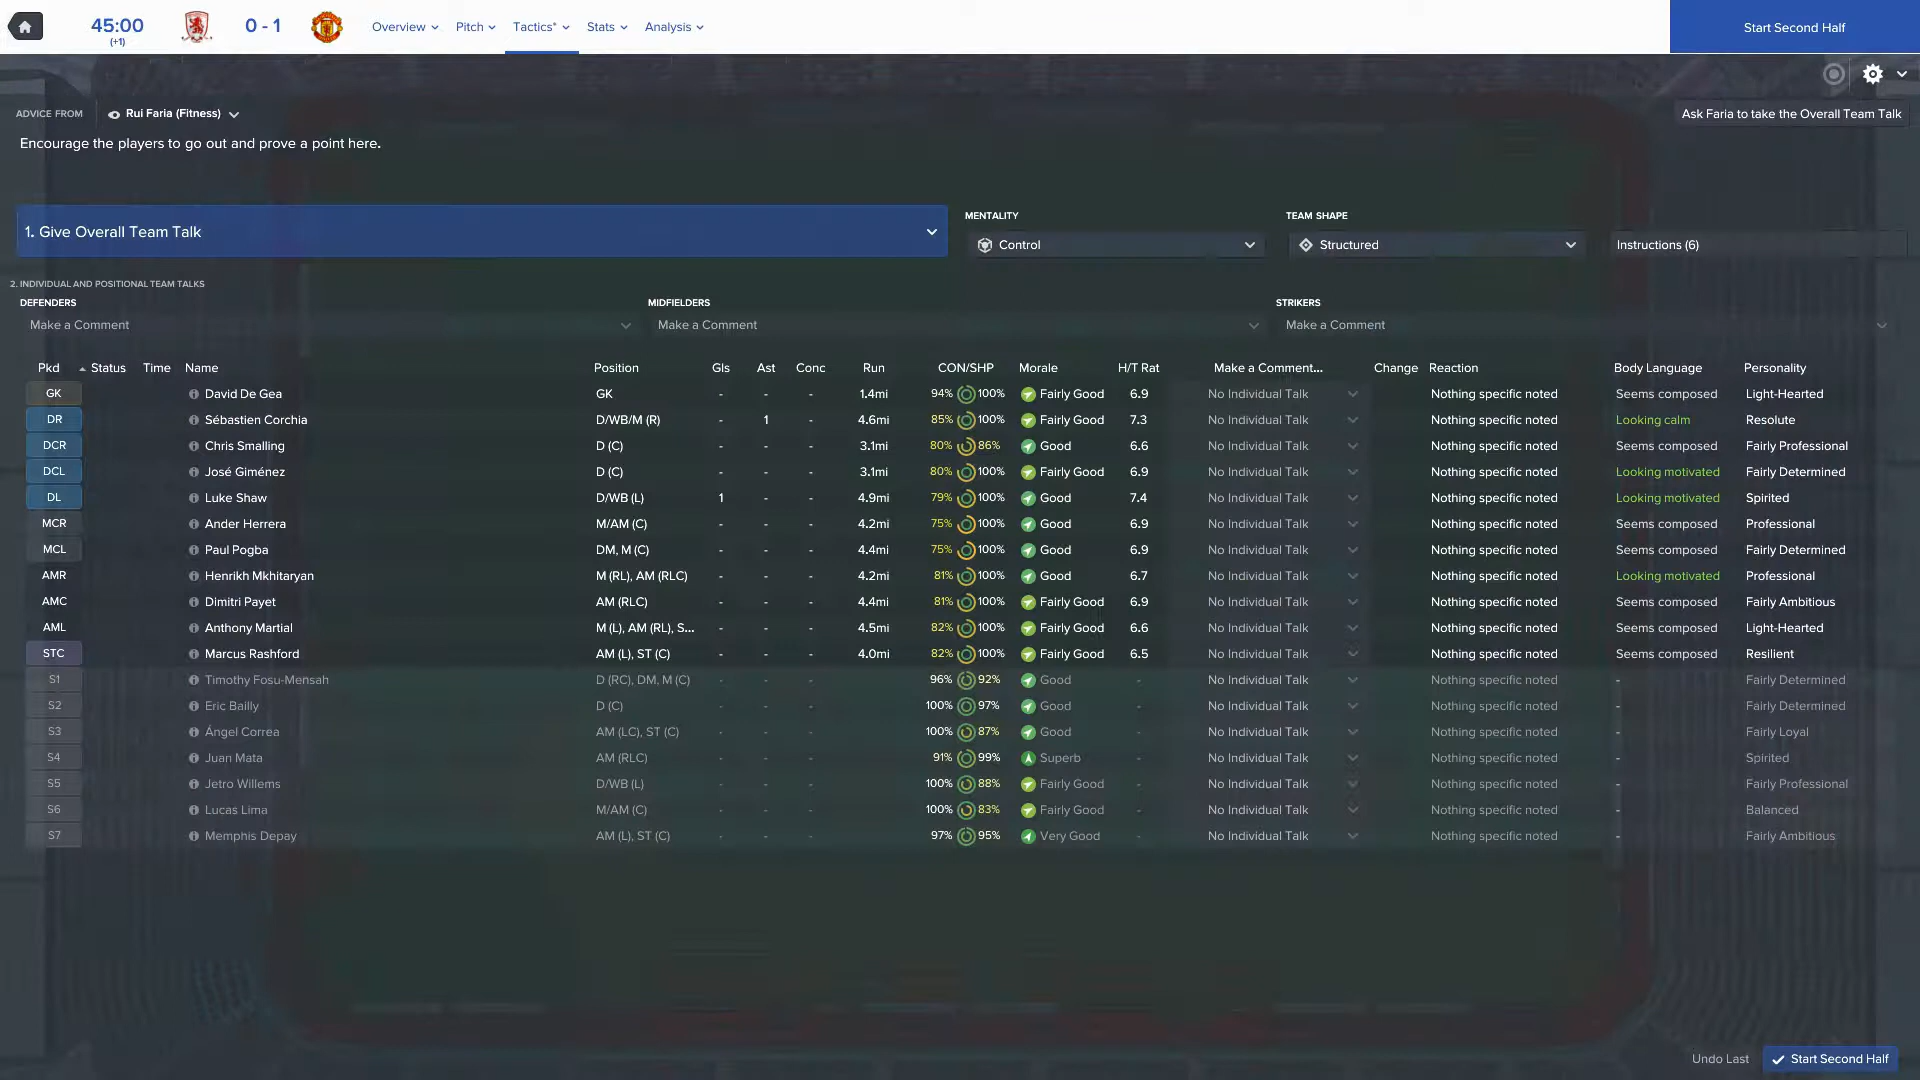 45:00
(+1)
0 - 1
Overview
Pitch
Tactics*
Stats
Analysis
Start Second Half
ADVICE FROM
Rui Faria (Fitness)
Ask Faria to take the Overall Team Talk
Encourage the players to go out and prove a point here.
1. Give Overall Team Talk
MENTALITY
TEAM SHAPE
Control
Structured
Instructions (6)
2. INDIVIDUAL AND POSITIONAL TEAM TALKS
DEFENDERS MIDFIELDERS STRIKERS
Make a Comment Make a Comment Make a Comment
Pkd Status Time Name Position Gls Ast Conc Run CON/SHP Morale H/T Rat Make a Comment... Change Reaction Body Language Personality
GK David De Gea GK - - - 1.4mi 94% 100% Fairly Good 6.9 No Individual Talk Nothing specific noted Seems composed Light-Hearted
DR Sébastien Corchia D/WB/M (R) - 1 - 4.6mi 85% 100% Fairly Good 7.3 No Individual Talk Nothing specific noted Looking calm Resolute
DCR Chris Smalling D (C) - - - 3.1mi 80% 86% Good 6.6 No Individual Talk Nothing specific noted Seems composed Fairly Professional
DCL José Giménez D (C) - - - 3.1mi 80% 100% Fairly Good 6.9 No Individual Talk Nothing specific noted Looking motivated Fairly Determined
DL Luke Shaw D/WB (L) 1 - - 4.9mi 79% 100% Good 7.4 No Individual Talk Nothing specific noted Looking motivated Spirited
MCR Ander Herrera M/AM (C) - - - 4.2mi 75% 100% Good 6.9 No Individual Talk Nothing specific noted Seems composed Professional
MCL Paul Pogba DM, M (C) - - - 4.4mi 75% 100% Good 6.9 No Individual Talk Nothing specific noted Seems composed Fairly Determined
AMR Henrikh Mkhitaryan M (RL), AM (RLC) - - - 4.2mi 81% 100% Good 6.7 No Individual Talk Nothing specific noted Looking motivated Professional
AMC Dimitri Payet AM (RLC) - - - 4.4mi 81% 100% Fairly Good 6.9 No Individual Talk Nothing specific noted Seems composed Fairly Ambitious
AML Anthony Martial M (L), AM (RL), S... - - - 4.5mi 82% 100% Fairly Good 6.6 No Individual Talk Nothing specific noted Seems composed Light-Hearted
STC Marcus Rashford AM (L), ST (C) - - - 4.0mi 82% 100% Fairly Good 6.5 No Individual Talk Nothing specific noted Seems composed Resilient
S1 Timothy Fosu-Mensah D (RC), DM, M (C) - - - 96% 92% Good - No Individual Talk Nothing specific noted - Fairly Determined
S2 Eric Bailly D (C) - - - 100% 97% Good - No Individual Talk Nothing specific noted - Fairly Determined
S3 Ángel Correa AM (LC), ST (C) - - - 100% 87% Good - No Individual Talk Nothing specific noted - Fairly Loyal
S4 Juan Mata AM (RLC) - - - 91% 99% Superb - No Individual Talk Nothing specific noted - Spirited
S5 Jetro Willems D/WB (L) - - - 100% 88% Fairly Good - No Individual Talk Nothing specific noted - Fairly Professional
S6 Lucas Lima M/AM (C) - - - 100% 83% Fairly Good - No Individual Talk Nothing specific noted - Balanced
S7 Memphis Depay AM (L), ST (C) - - - 97% 95% Very Good - No Individual Talk Nothing specific noted - Fairly Ambitious
Undo Last
Start Second Half